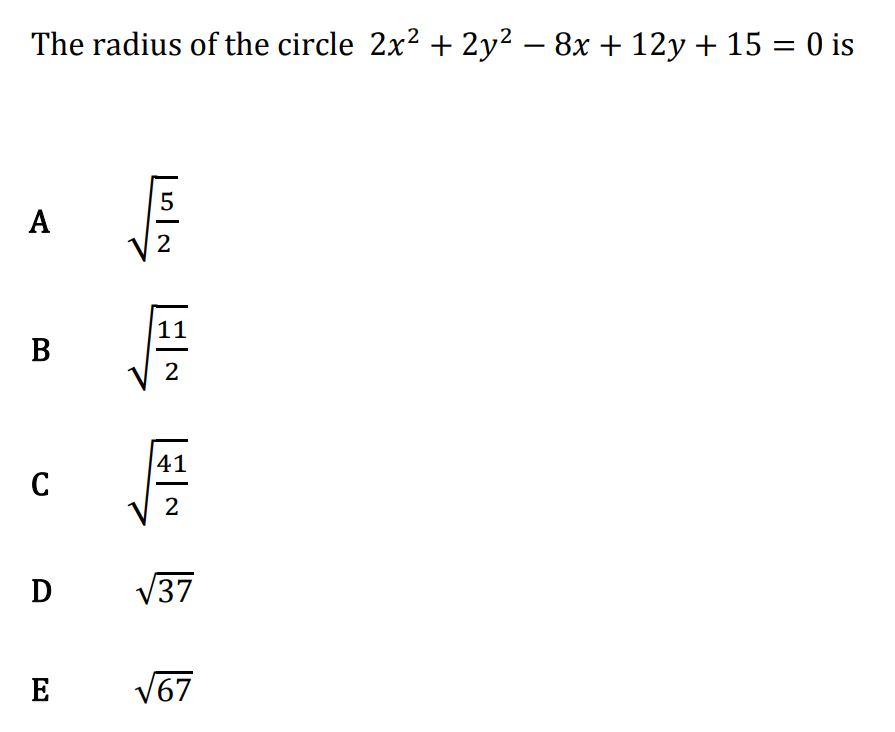 The radius of the circle 2x² + 2y² − 8x + 12y + 15 = 0 is
A √(5/2)
B √(11/2)
C √(41/2)
D √37
E √67